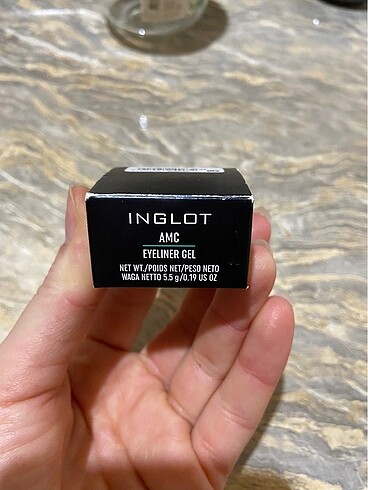 INGLOT
AMC
EYELINER GEL
NET WT./POIDS NET/PESO NETO
WAGA NETTO 5.5 g/0.19 US OZ